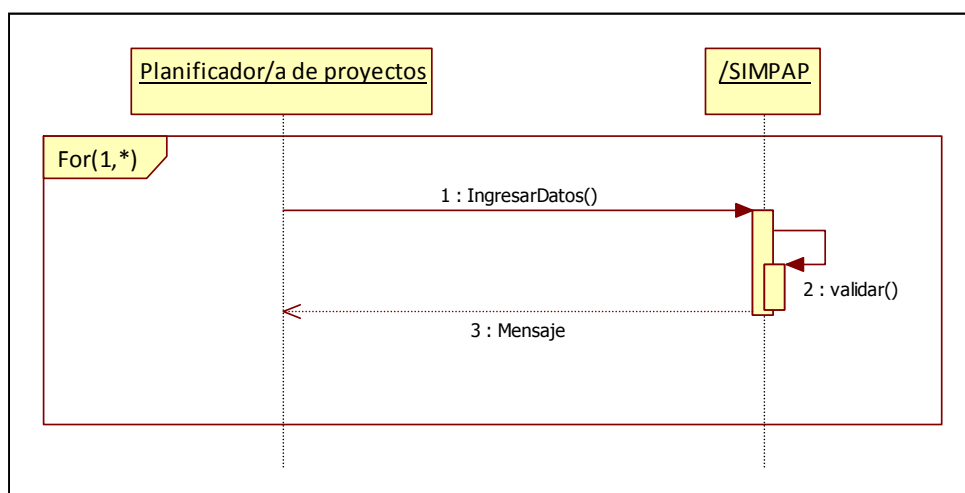 Planificador/a de proyectos
/SIMPAP
For(1,*)
1 : IngresarDatos()
2 : validar()
3 : Mensaje